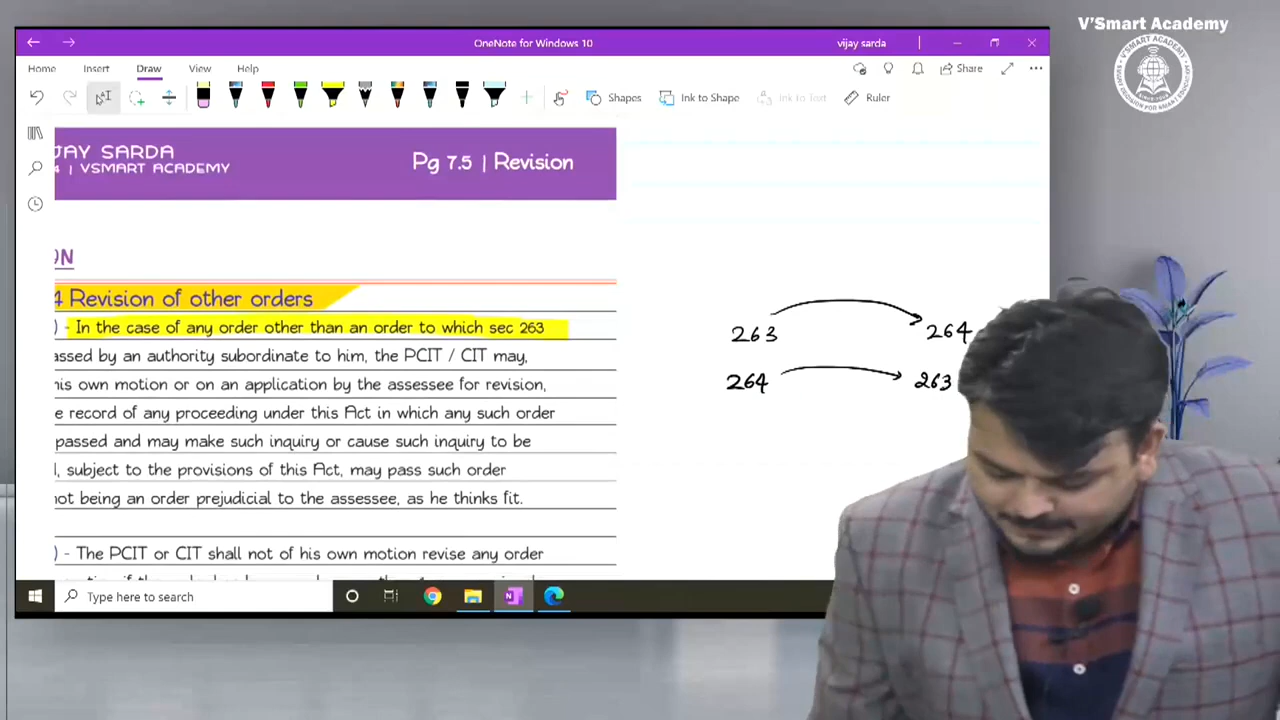 V'Smart Academy
OneNote for Windows 10
vijay sarda
Home Insert Draw View Help
Share
Shapes Ink to Shape Ink to Text Ruler
JAY SARDA
4 | VSMART ACADEMY
Pg 7.5 | Revision
ON
4 Revision of other orders
) - In the case of any order other than an order to which sec 263
assed by an authority subordinate to him, the PCIT / CIT may,
his own motion or on an application by the assessee for revision,
e record of any proceeding under this Act in which any such order
passed and may make such inquiry or cause such inquiry to be
, subject to the provisions of this Act, may pass such order
not being an order prejudicial to the assessee, as he thinks fit.
) - The PCIT or CIT shall not of his own motion revise any order
263 264
264 263
Type here to search